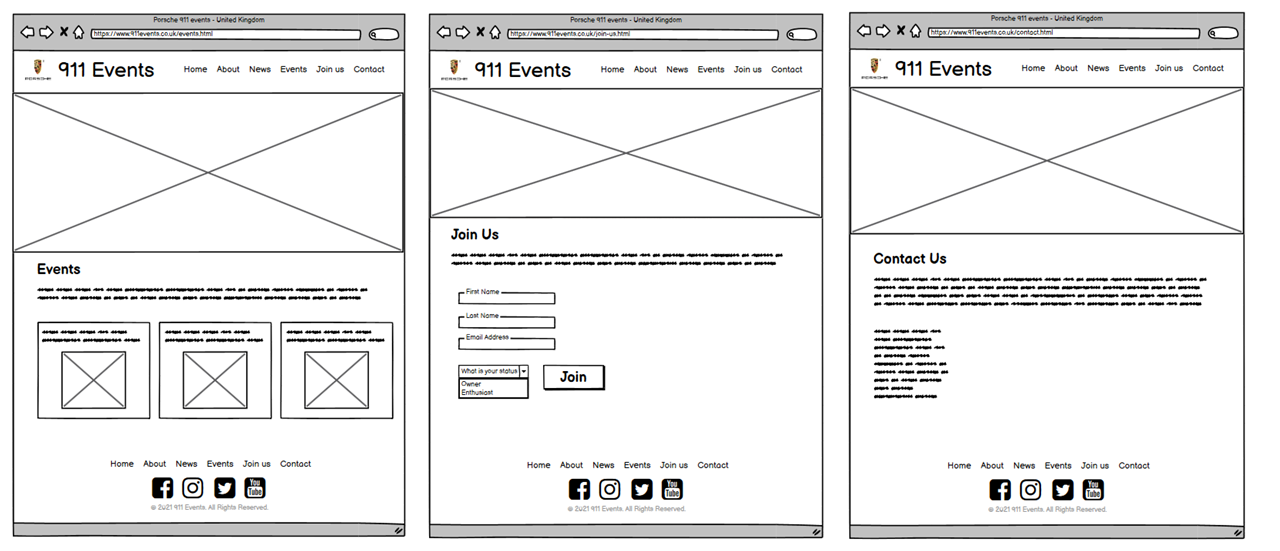 Porsche 911 events - United Kingdom
https://www.911events.co.uk/events.html
PORSCHE
911 Events
Home About News Events Join us Contact
Events
Home About News Events Join us Contact
You Tube
© 2021 911 Events. All Rights Reserved.
Porsche 911 events - United Kingdom
https://www.911events.co.uk/join-us.html
PORSCHE
911 Events
Home About News Events Join us Contact
Join Us
First Name
Last Name
Email Address
What is your status
Join
Owner
Enthusiast
Home About News Events Join us Contact
You Tube
© 2021 911 Events. All Rights Reserved.
Porsche 911 events - United Kingdom
https://www.911events.co.uk/contact.html
PORSCHE
911 Events
Home About News Events Join us Contact
Contact Us
Home About News Events Join us Contact
You Tube
© 2021 911 Events. All Rights Reserved.